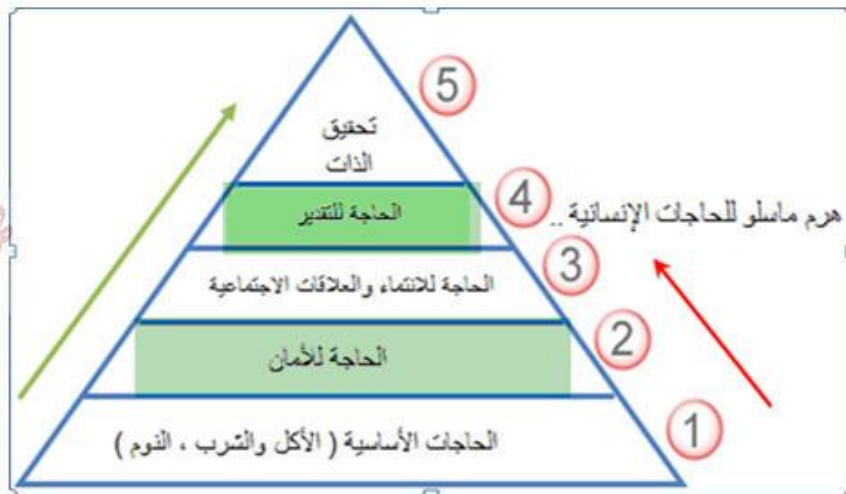 5
تحقيق
الذات
4
الحاجة للتقدير
هرم ماسلو للحاجات الإنسانية ..
3
الحاجة للانتماء والعلاقات الاجتماعية
2
الحاجة للأمان
1
الحاجات الأساسية ( الأكل والشرب ، النوم )